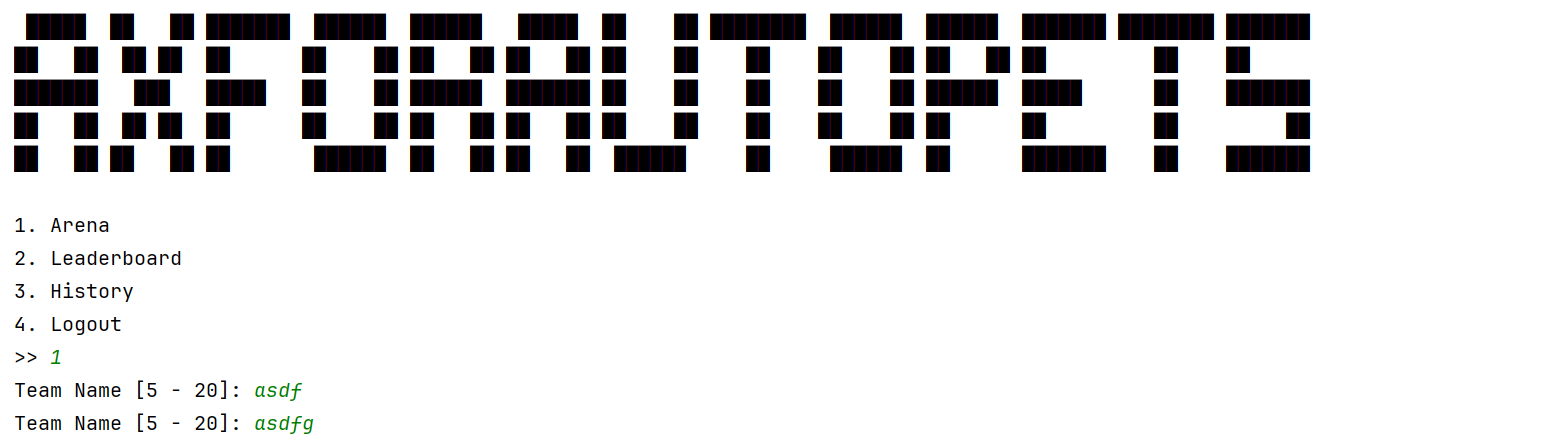 AXFORAUTOPETS
1. Arena
2. Leaderboard
3. History
4. Logout
>> 1
Team Name [5 - 20]: asdf
Team Name [5 - 20]: asdfg